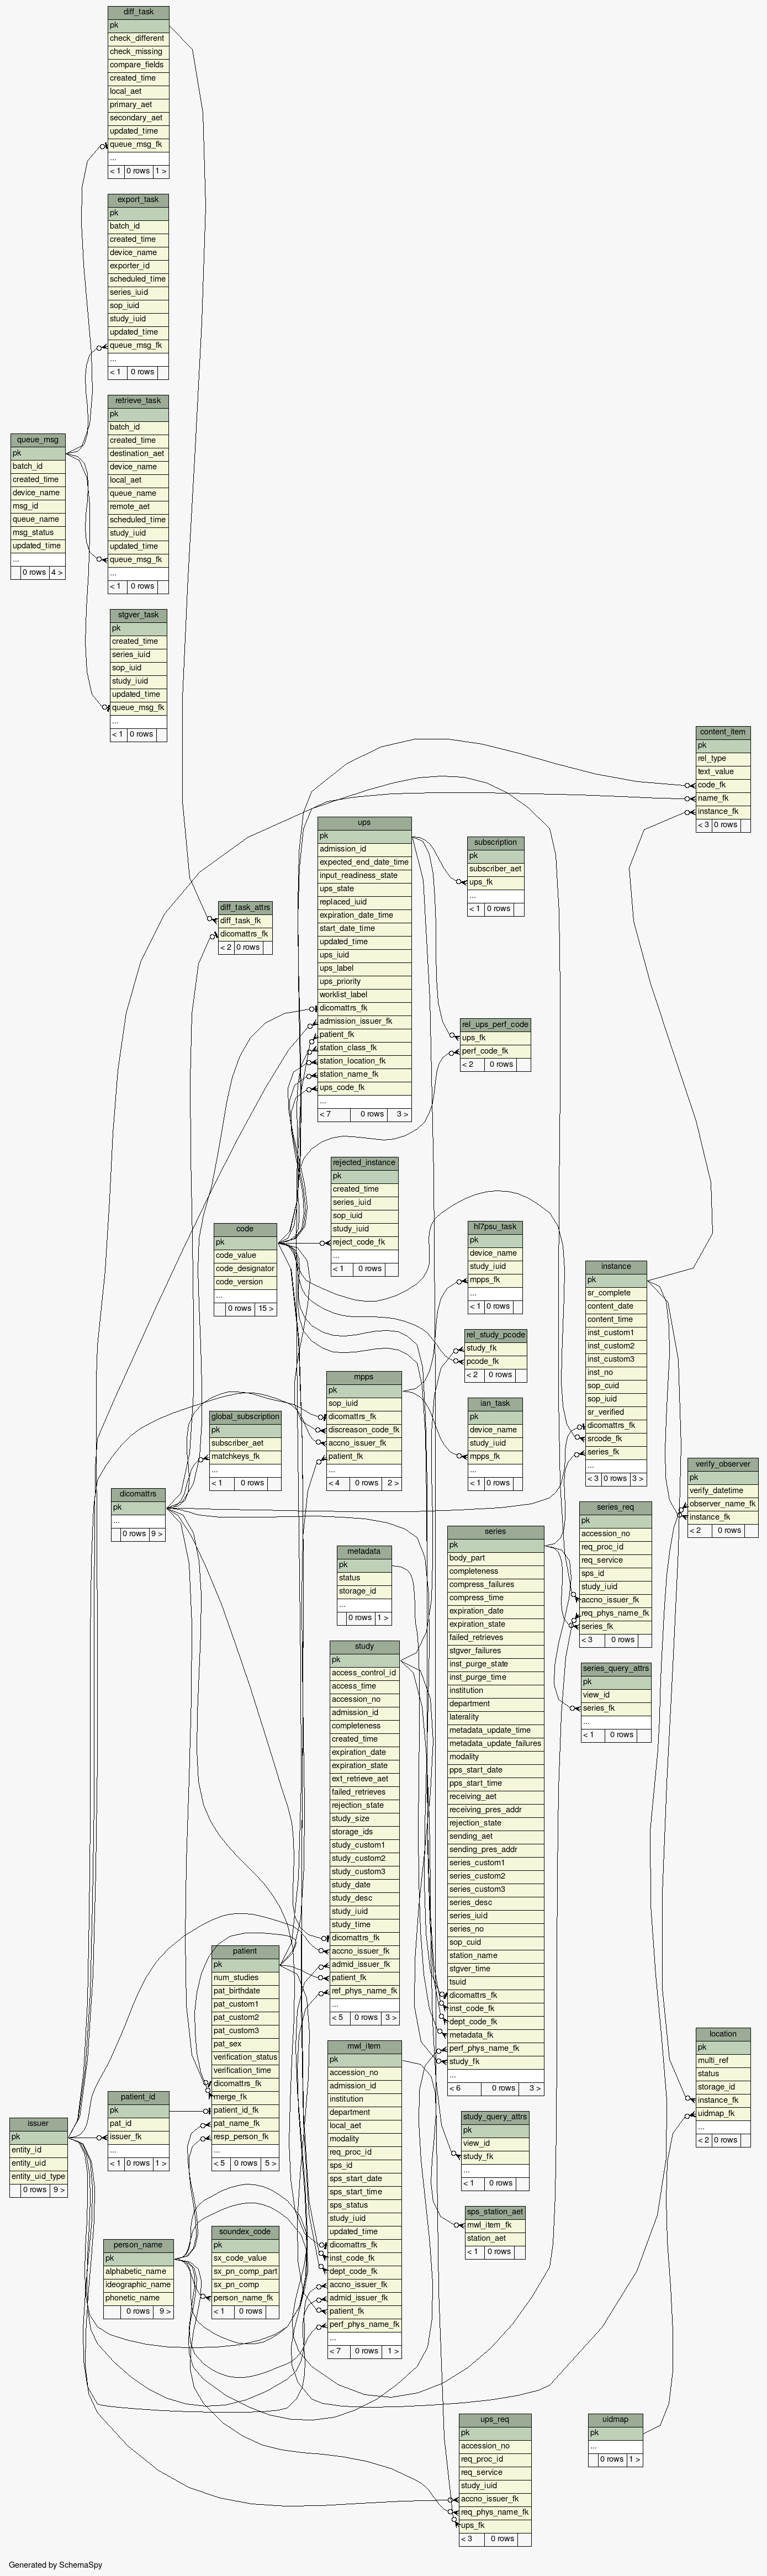 diff_task
pk
check_different
check_missing
compare_fields
created_time
local_aet
primary_aet
secondary_aet
updated_time
queue_msg_fk
...
< 1 0 rows 1 >
export_task
pk
batch_id
created_time
device_name
exporter_id
scheduled_time
series_iuid
sop_iuid
study_iuid
updated_time
queue_msg_fk
...
< 1 0 rows
retrieve_task
pk
batch_id
created_time
destination_aet
device_name
local_aet
queue_name
remote_aet
scheduled_time
study_iuid
updated_time
queue_msg_fk
...
< 1 0 rows
queue_msg
pk
batch_id
created_time
device_name
msg_id
queue_name
msg_status
updated_time
...
0 rows 4 >
stgver_task
pk
created_time
series_iuid
sop_iuid
study_iuid
updated_time
queue_msg_fk
...
< 1 0 rows
content_item
pk
rel_type
text_value
code_fk
name_fk
instance_fk
< 3 0 rows
ups
pk
admission_id
expected_end_date_time
input_readiness_state
ups_state
replaced_iuid
expiration_date_time
start_date_time
updated_time
ups_iuid
ups_label
ups_priority
worklist_label
dicomattrs_fk
admission_issuer_fk
patient_fk
station_class_fk
station_location_fk
station_name_fk
ups_code_fk
...
< 7 0 rows 3 >
subscription
pk
subscriber_aet
ups_fk
...
< 1 0 rows
diff_task_attrs
diff_task_fk
dicomattrs_fk
< 2 0 rows
rel_ups_perf_code
ups_fk
perf_code_fk
< 2 0 rows
rejected_instance
pk
created_time
series_iuid
sop_iuid
study_iuid
reject_code_fk
...
< 1 0 rows
code
pk
code_value
code_designator
code_version
...
0 rows 15 >
hl7psu_task
pk
device_name
study_iuid
mpps_fk
...
< 1 0 rows
instance
pk
sr_complete
content_date
content_time
inst_custom1
inst_custom2
inst_custom3
inst_no
sop_cuid
sop_iuid
sr_verified
dicomattrs_fk
srcode_fk
series_fk
...
< 3 0 rows 3 >
rel_study_pcode
study_fk
pcode_fk
< 2 0 rows
mpps
pk
sop_iuid
dicomattrs_fk
discreason_code_fk
accno_issuer_fk
patient_fk
...
< 4 0 rows 2 >
ian_task
pk
device_name
study_iuid
mpps_fk
...
< 1 0 rows
global_subscription
pk
subscriber_aet
matchkeys_fk
...
< 1 0 rows
verify_observer
pk
verify_datetime
observer_name_fk
instance_fk
< 2 0 rows
dicomattrs
pk
...
0 rows 9 >
series_req
pk
accession_no
req_proc_id
req_service
sps_id
study_iuid
accno_issuer_fk
req_phys_name_fk
series_fk
< 3 0 rows
series
pk
body_part
completeness
compress_failures
compress_time
expiration_date
expiration_state
failed_retrieves
stgver_failures
inst_purge_state
inst_purge_time
institution
department
laterality
metadata_update_time
metadata_update_failures
modality
pps_start_date
pps_start_time
receiving_aet
receiving_pres_addr
rejection_state
sending_aet
sending_pres_addr
series_custom1
series_custom2
series_custom3
series_desc
series_iuid
series_no
sop_cuid
station_name
stgver_time
tsuid
dicomattrs_fk
inst_code_fk
dept_code_fk
metadata_fk
perf_phys_name_fk
study_fk
...
< 6 0 rows 3 >
metadata
pk
status
storage_id
...
0 rows 1 >
study
pk
access_control_id
access_time
accession_no
admission_id
completeness
created_time
expiration_date
expiration_state
ext_retrieve_aet
failed_retrieves
rejection_state
study_size
storage_ids
study_custom1
study_custom2
study_custom3
study_date
study_desc
study_iuid
study_time
dicomattrs_fk
accno_issuer_fk
admid_issuer_fk
patient_fk
ref_phys_name_fk
...
< 5 0 rows 3 >
series_query_attrs
pk
view_id
series_fk
...
< 1 0 rows
patient
pk
num_studies
pat_birthdate
pat_custom1
pat_custom2
pat_custom3
pat_sex
verification_status
verification_time
dicomattrs_fk
merge_fk
patient_id_fk
pat_name_fk
resp_person_fk
...
< 5 0 rows 5 >
location
pk
multi_ref
status
storage_id
instance_fk
uidmap_fk
...
< 2 0 rows
mwl_item
pk
accession_no
admission_id
institution
department
local_aet
modality
req_proc_id
sps_id
sps_start_date
sps_start_time
sps_status
study_iuid
updated_time
dicomattrs_fk
inst_code_fk
dept_code_fk
accno_issuer_fk
admid_issuer_fk
patient_fk
perf_phys_name_fk
...
< 7 0 rows 1 >
patient_id
pk
pat_id
issuer_fk
...
< 1 0 rows 1 >
issuer
pk
entity_id
entity_uid
entity_uid_type
0 rows 9 >
study_query_attrs
pk
view_id
study_fk
...
< 1 0 rows
sps_station_aet
mwl_item_fk
station_aet
< 1 0 rows
person_name
pk
alphabetic_name
ideographic_name
phonetic_name
0 rows 9 >
soundex_code
pk
sx_code_value
sx_pn_comp_part
sx_pn_comp
person_name_fk
< 1 0 rows
ups_req
pk
accession_no
req_proc_id
req_service
study_iuid
accno_issuer_fk
req_phys_name_fk
ups_fk
< 3 0 rows
uidmap
pk
...
0 rows 1 >
Generated by SchemaSpy